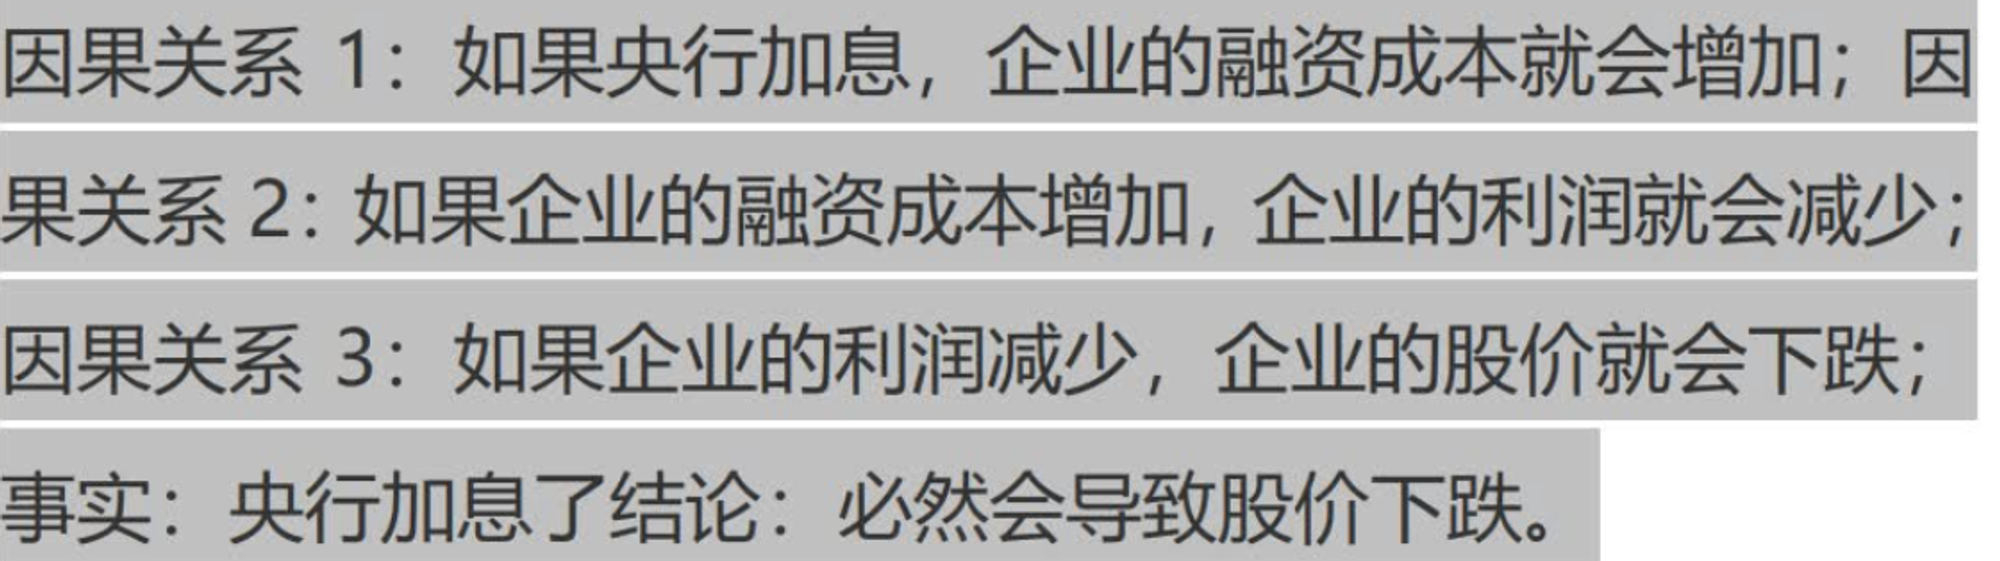 因果关系 1：如果央行加息，企业的融资成本就会增加；因
果关系 2：如果企业的融资成本增加，企业的利润就会减少；
因果关系 3：如果企业的利润减少，企业的股价就会下跌；
事实：央行加息了结论：必然会导致股价下跌。